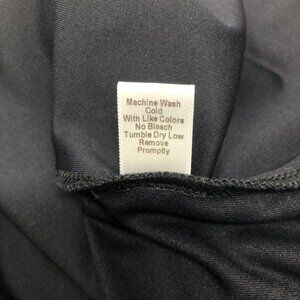 Machine Wash
Cold
With Like Colors
No Bleach
Tumble Dry Low
Remove
Promptly